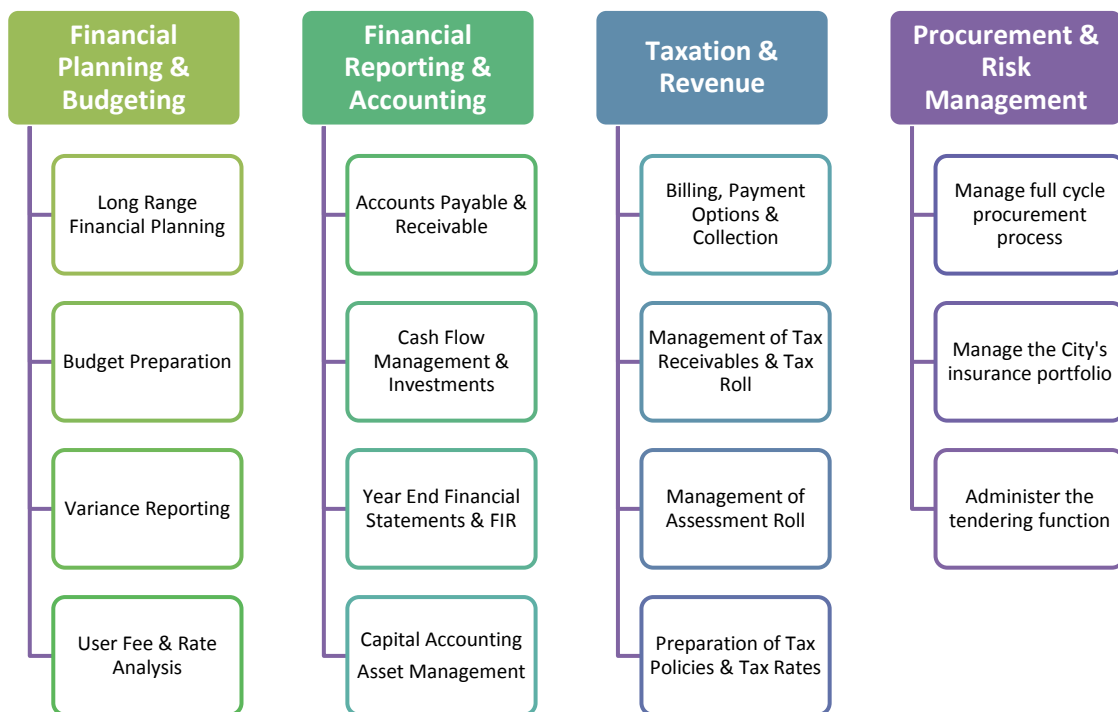 Financial
Planning &
Budgeting
Long Range
Financial Planning
Budget Preparation
Variance Reporting
User Fee & Rate
Analysis
Financial
Reporting &
Accounting
Accounts Payable &
Receivable
Cash Flow
Management &
Investments
Year End Financial
Statements & FIR
Capital Accounting
Asset Management
Taxation &
Revenue
Billing, Payment
Options &
Collection
Management of Tax
Receivables & Tax
Roll
Management of
Assessment Roll
Preparation of Tax
Policies & Tax Rates
Procurement &
Risk
Management
Manage full cycle
procurement
process
Manage the City's
insurance portfolio
Administer the
tendering function